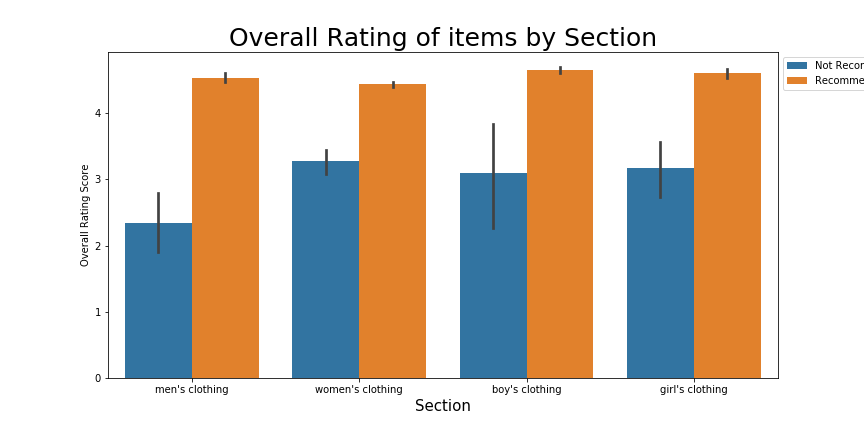 Overall Rating of items by Section
Not Recor
Recomme
Overall Rating Score
4
3
2
1
0
men's clothing women's clothing boy's clothing girl's clothing
Section